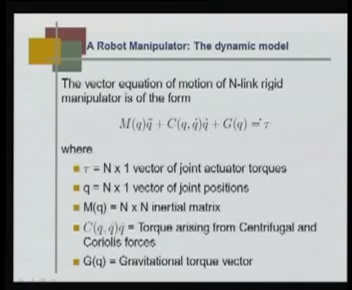 A Robot Manipulator: The dynamic model
The vector equation of motion of N-link rigid
manipulator is of the form
M(q)q̈ + C(q, q̇)q̇ + G(q) = τ
where
τ = N x 1 vector of joint actuator torques
q = N x 1 vector of joint positions
M(q) = N x N inertial matrix
C(q, q̇)q̇ = Torque arising from Centrifugal and
Coriolis forces
G(q) = Gravitational torque vector